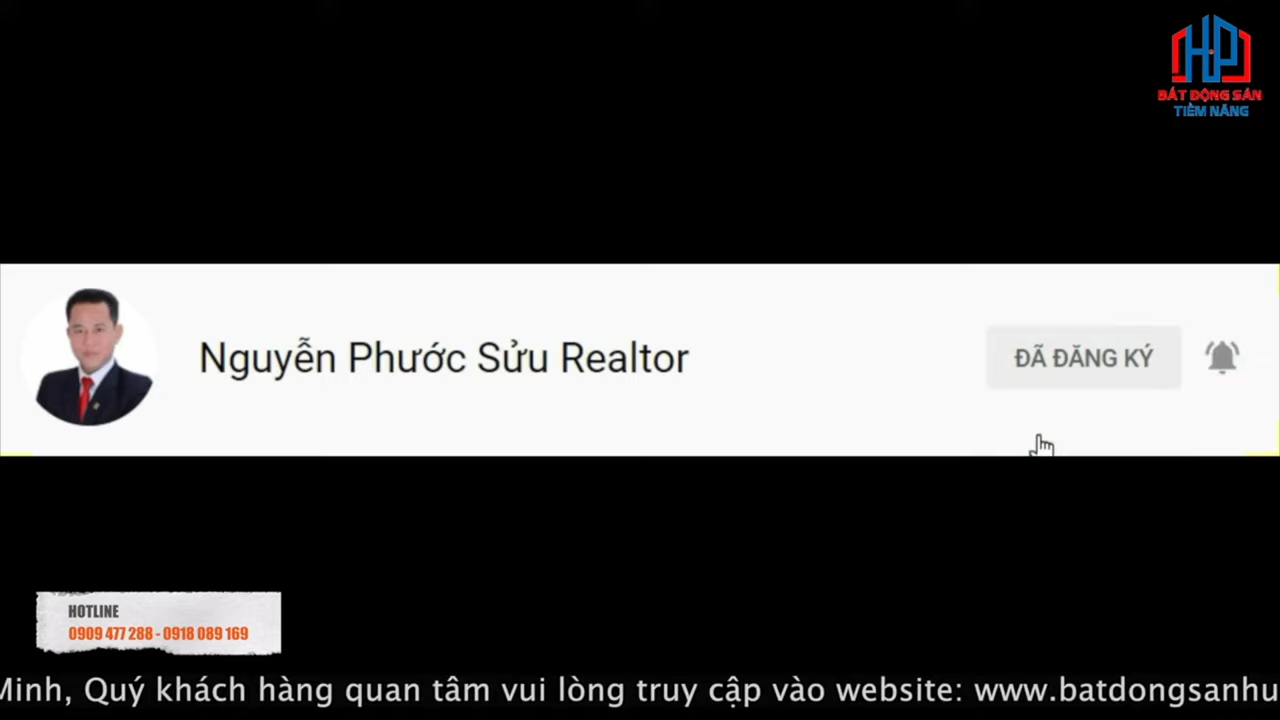 HP
BẤT ĐỘNG SẢN
TIỀM NĂNG
Nguyễn Phước Sửu Realtor
ĐÃ ĐĂNG KÝ
HOTLINE
0909 477 288 - 0918 089 169
Minh, Quý khách hàng quan tâm vui lòng truy cập vào website: www.batdongsanhu